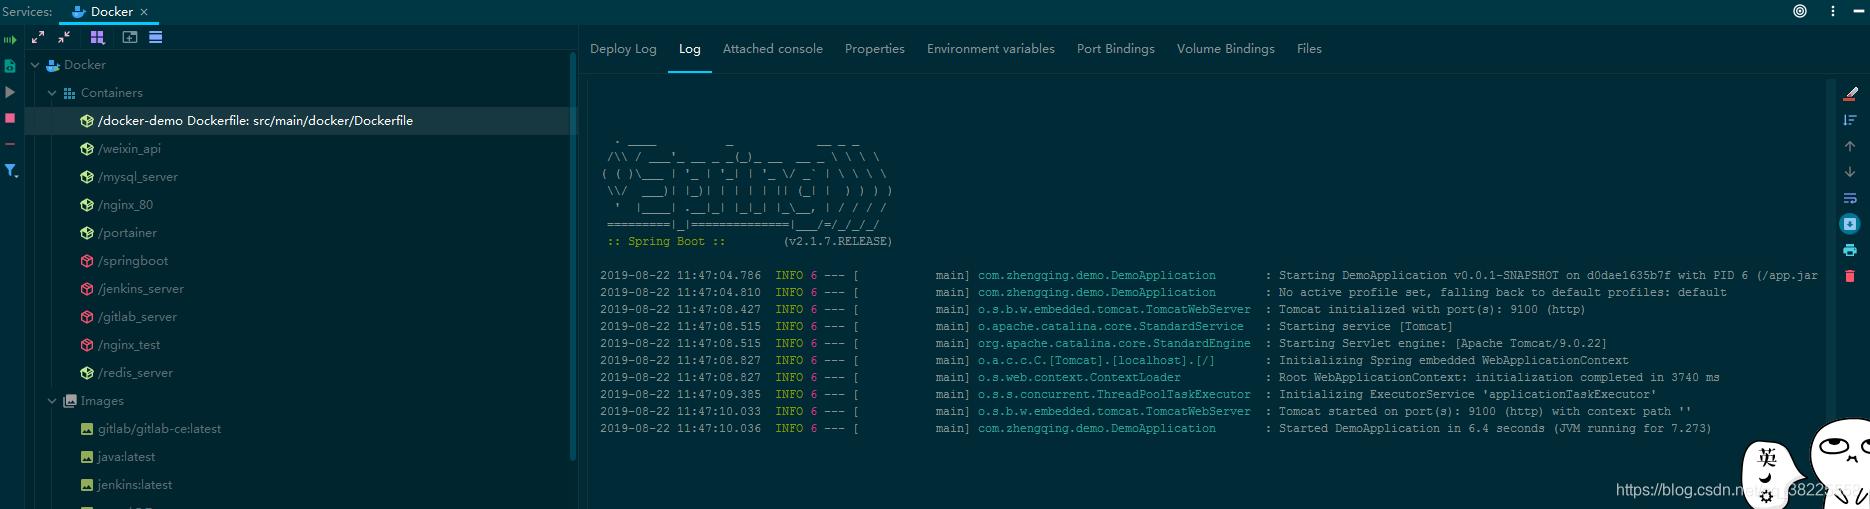 Services: Docker ×
Deploy Log Log Attached console Properties Environment variables Port Bindings Volume Bindings Files
Docker
Containers
/docker-demo Dockerfile: src/main/docker/Dockerfile
/weixin_api
/mysql_server
/nginx_80
/portainer
/springboot
/jenkins_server
/gitlab_server
/nginx_test
/redis_server
Images
gitlab/gitlab-ce:latest
java:latest
jenkins:latest
  .   ____          _            __ _ _
 /\\ / ___'_ __ _ _(_)_ __  __ _ \ \ \ \
( ( )\___ | '_ | '_| | '_ \/ _` | \ \ \ \
 \\/  ___)| |_)| | | | | || (_| |  ) ) ) )
  '  |____| .__|_| |_|_| |_\__, | / / / /
 =========|_|==============|___/=/_/_/_/
 :: Spring Boot ::        (v2.1.7.RELEASE)
2019-08-22 11:47:04.786  INFO 6 --- [           main] com.zhengqing.demo.DemoApplication       : Starting DemoApplication v0.0.1-SNAPSHOT on d0dae1635b7f with PID 6 (/app.jar
2019-08-22 11:47:04.810  INFO 6 --- [           main] com.zhengqing.demo.DemoApplication       : No active profile set, falling back to default profiles: default
2019-08-22 11:47:08.427  INFO 6 --- [           main] o.s.b.w.embedded.tomcat.TomcatWebServer  : Tomcat initialized with port(s): 9100 (http)
2019-08-22 11:47:08.515  INFO 6 --- [           main] o.apache.catalina.core.StandardService   : Starting service [Tomcat]
2019-08-22 11:47:08.515  INFO 6 --- [           main] org.apache.catalina.core.StandardEngine  : Starting Servlet engine: [Apache Tomcat/9.0.22]
2019-08-22 11:47:08.827  INFO 6 --- [           main] o.a.c.c.C.[Tomcat].[localhost].[/]       : Initializing Spring embedded WebApplicationContext
2019-08-22 11:47:08.827  INFO 6 --- [           main] o.s.web.context.ContextLoader            : Root WebApplicationContext: initialization completed in 3740 ms
2019-08-22 11:47:09.385  INFO 6 --- [           main] o.s.s.concurrent.ThreadPoolTaskExecutor  : Initializing ExecutorService 'applicationTaskExecutor'
2019-08-22 11:47:10.033  INFO 6 --- [           main] o.s.b.w.embedded.tomcat.TomcatWebServer  : Tomcat started on port(s): 9100 (http) with context path ''
2019-08-22 11:47:10.036  INFO 6 --- [           main] com.zhengqing.demo.DemoApplication       : Started DemoApplication in 6.4 seconds (JVM running for 7.273)
英